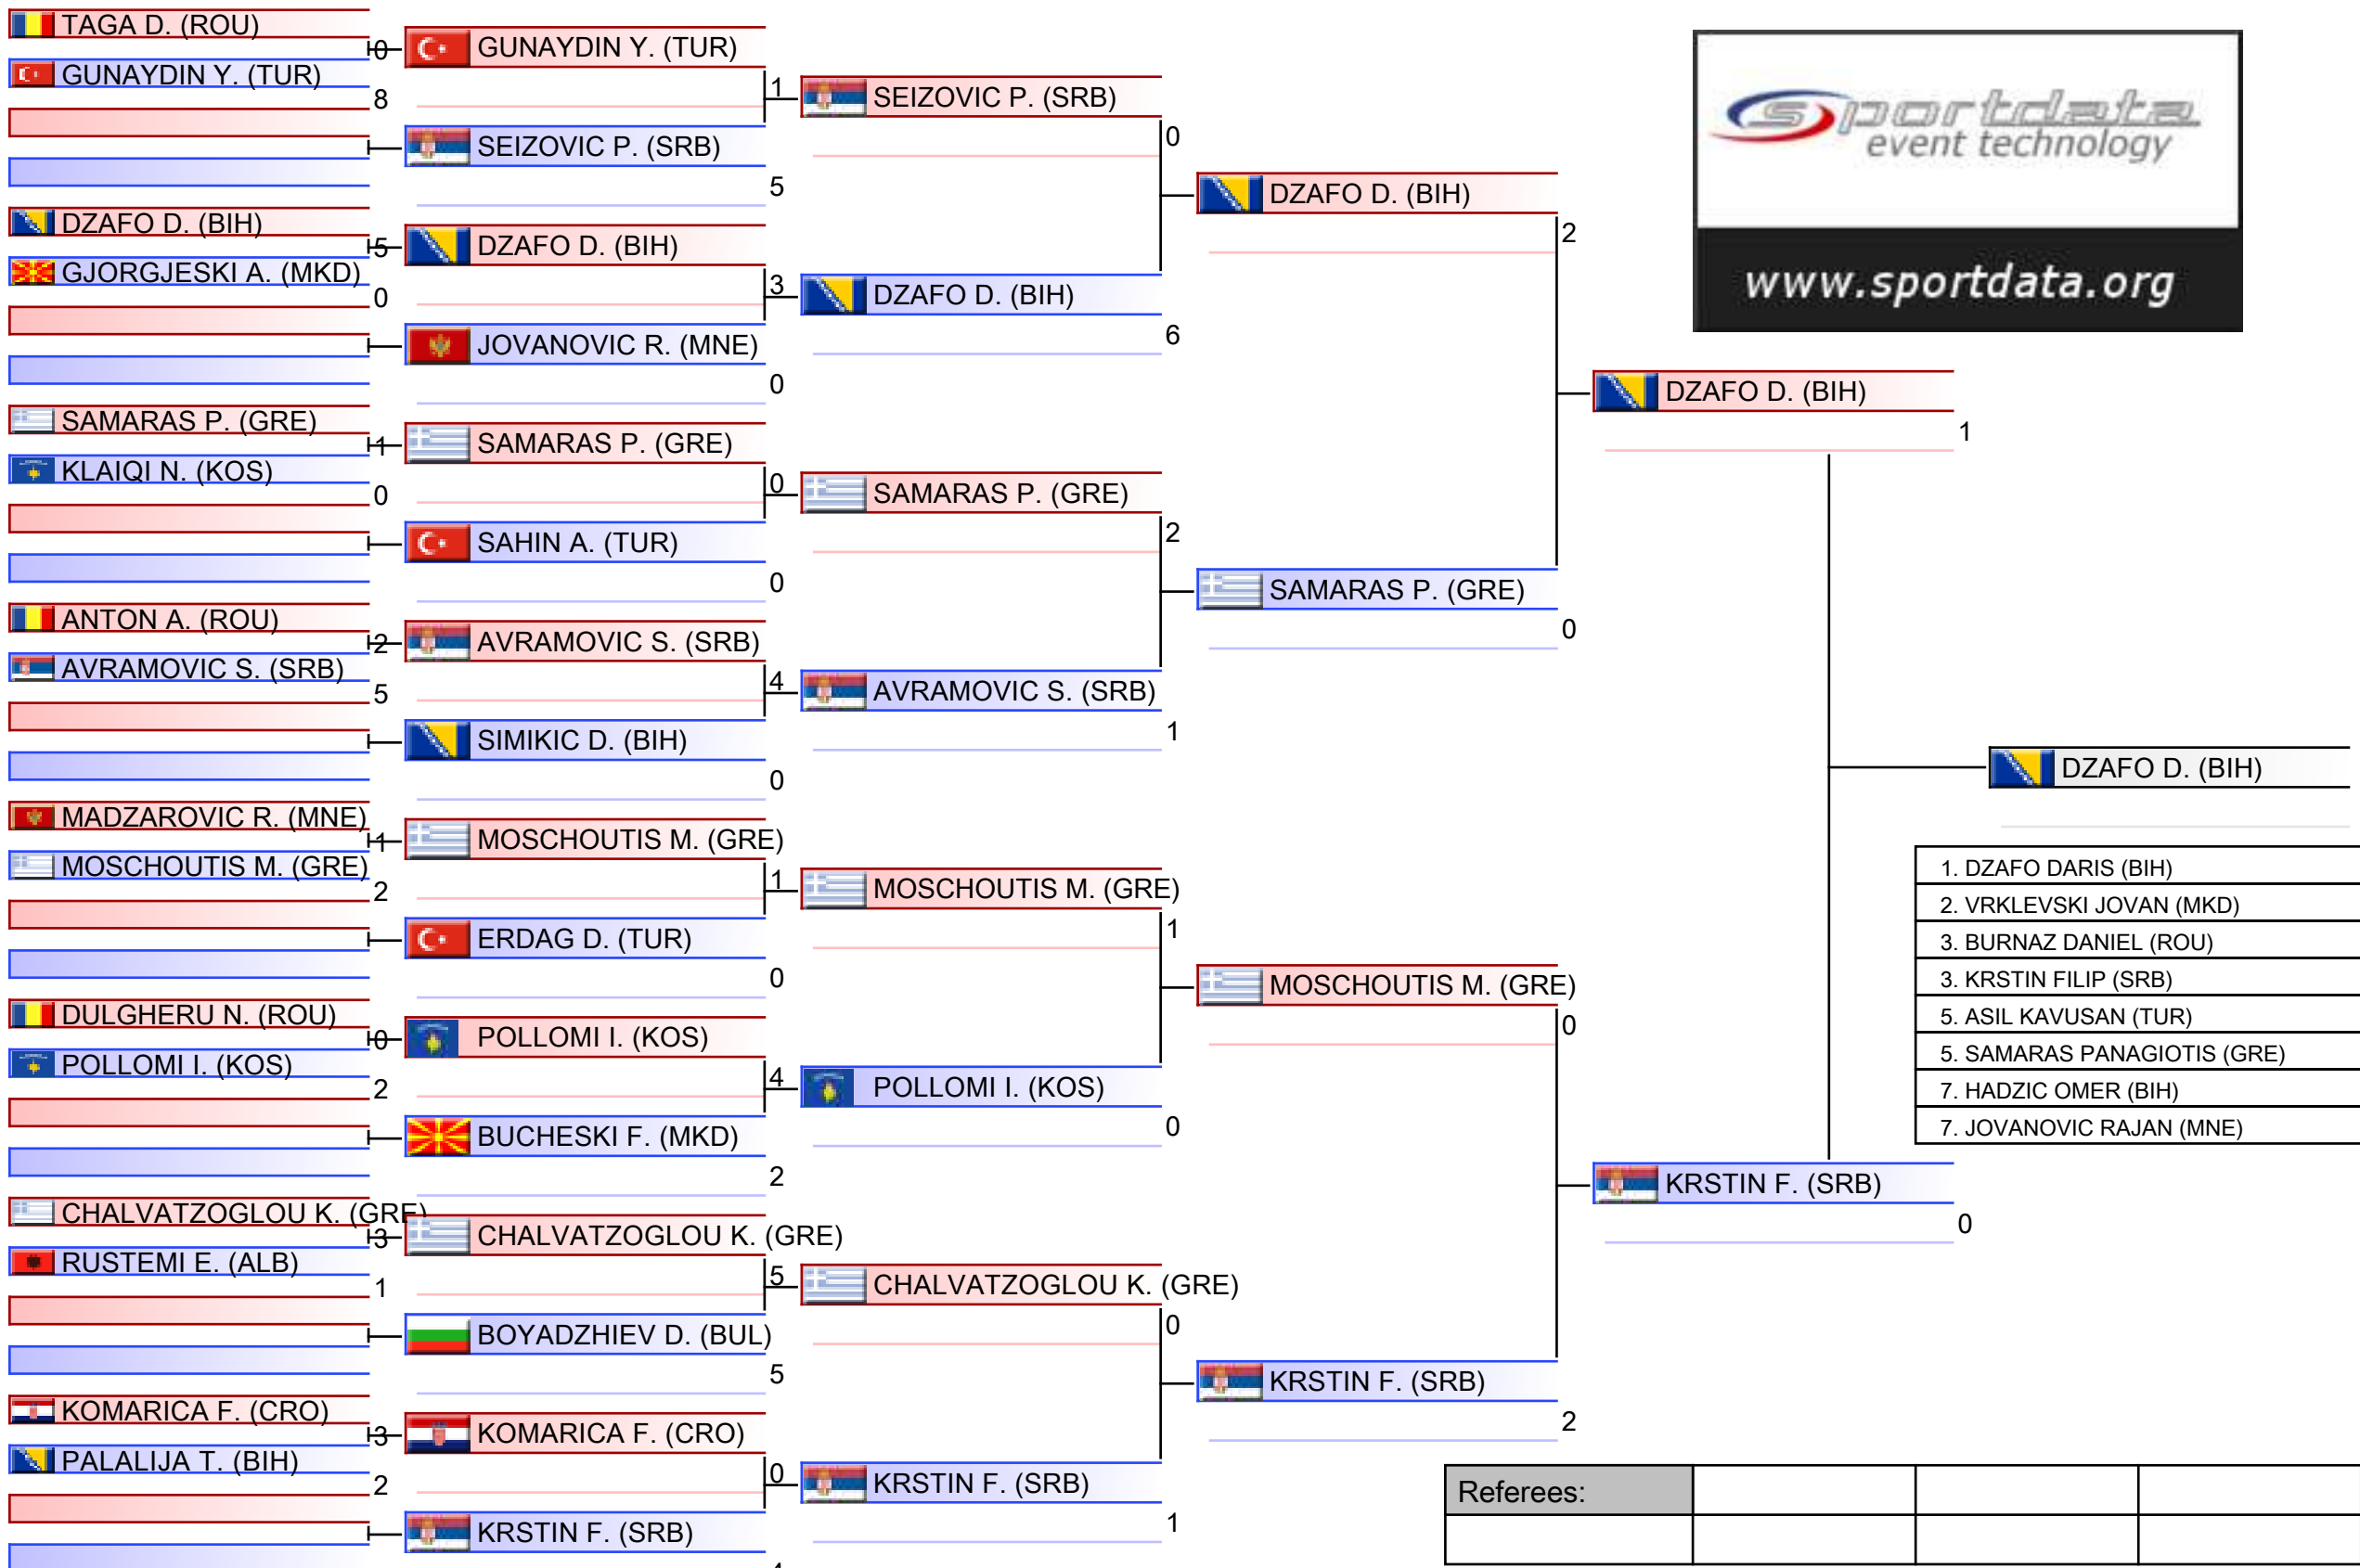 TAGA D. (ROU)
0
GUNAYDIN Y. (TUR)
8
DZAFO D. (BIH)
5
GJORGJESKI A. (MKD)
0
SAMARAS P. (GRE)
1
KLAIQI N. (KOS)
0
ANTON A. (ROU)
2
AVRAMOVIC S. (SRB)
5
MADZAROVIC R. (MNE)
1
MOSCHOUTIS M. (GRE)
2
DULGHERU N. (ROU)
0
POLLOMI I. (KOS)
2
CHALVATZOGLOU K. (GRE)
3
RUSTEMI E. (ALB)
1
KOMARICA F. (CRO)
3
PALALIJA T. (BIH)
2
GUNAYDIN Y. (TUR)
1
SEIZOVIC P. (SRB)
5
DZAFO D. (BIH)
3
JOVANOVIC R. (MNE)
0
SAMARAS P. (GRE)
0
SAHIN A. (TUR)
0
AVRAMOVIC S. (SRB)
4
SIMIKIC D. (BIH)
0
MOSCHOUTIS M. (GRE)
1
ERDAG D. (TUR)
0
POLLOMI I. (KOS)
4
BUCHESKI F. (MKD)
2
CHALVATZOGLOU K. (GRE)
5
BOYADZHIEV D. (BUL)
5
KOMARICA F. (CRO)
0
KRSTIN F. (SRB)
SEIZOVIC P. (SRB)
0
DZAFO D. (BIH)
6
SAMARAS P. (GRE)
2
AVRAMOVIC S. (SRB)
1
MOSCHOUTIS M. (GRE)
1
POLLOMI I. (KOS)
0
CHALVATZOGLOU K. (GRE)
0
KRSTIN F. (SRB)
1
DZAFO D. (BIH)
2
SAMARAS P. (GRE)
0
MOSCHOUTIS M. (GRE)
0
KRSTIN F. (SRB)
2
DZAFO D. (BIH)
1
KRSTIN F. (SRB)
0
DZAFO D. (BIH)
sportdata
event technology
www.sportdata.org
1. DZAFO DARIS (BIH)
2. VRKLEVSKI JOVAN (MKD)
3. BURNAZ DANIEL (ROU)
3. KRSTIN FILIP (SRB)
5. ASIL KAVUSAN (TUR)
5. SAMARAS PANAGIOTIS (GRE)
7. HADZIC OMER (BIH)
7. JOVANOVIC RAJAN (MNE)
Referees: